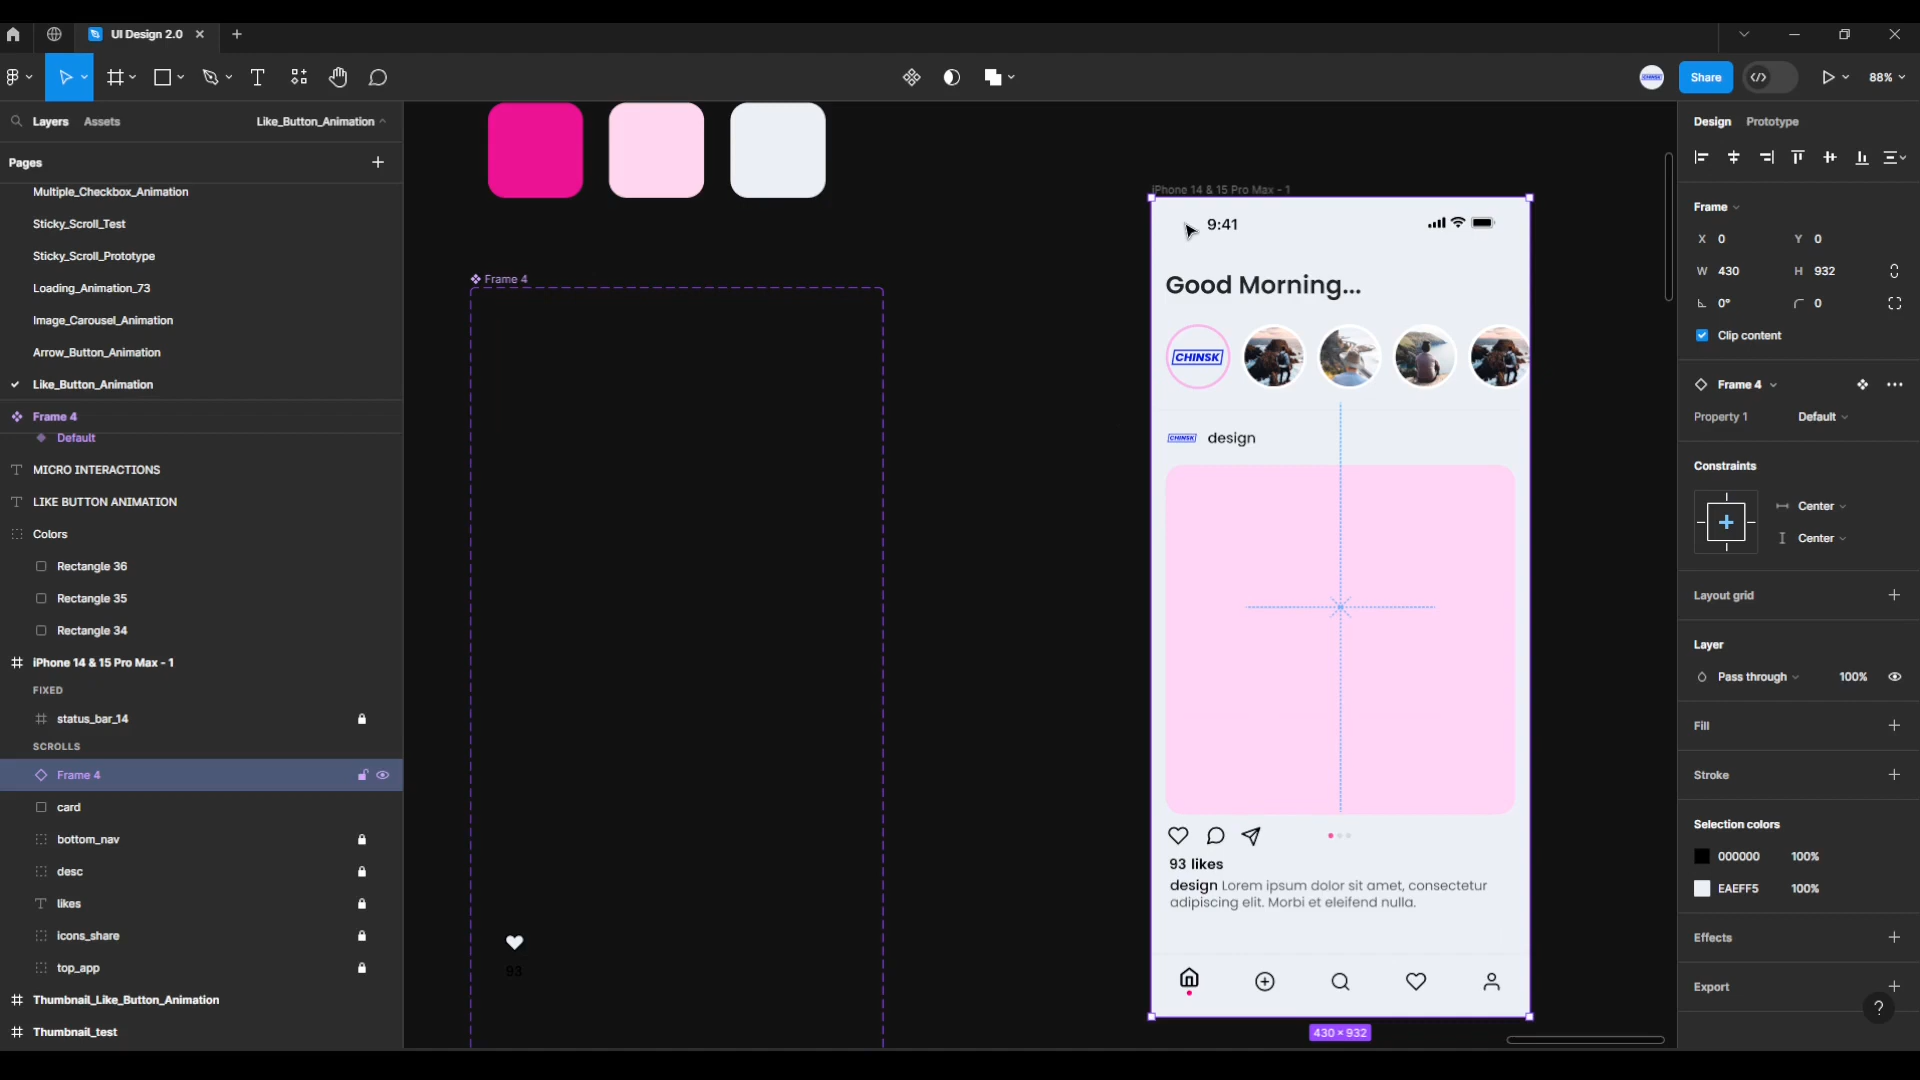 UI Design 2.0
Share
88%
Layers Assets Like_Button_Animation
Pages
Multiple_Checkbox_Animation
Sticky_Scroll_Test
Sticky_Scroll_Prototype
Loading_Animation_73
Image_Carousel_Animation
Arrow_Button_Animation
Like_Button_Animation
Frame 4
Default
MICRO INTERACTIONS
LIKE BUTTON ANIMATION
Colors
Rectangle 36
Rectangle 35
Rectangle 34
iPhone 14 & 15 Pro Max - 1
FIXED
status_bar_14
SCROLLS
Frame 4
card
bottom_nav
desc
likes
icons_share
top_app
Thumbnail_Like_Button_Animation
Thumbnail_test
Frame 4
93
iPhone 14 & 15 Pro Max - 1
9:41
Good Morning...
CHINSK
CHINSK design
93 likes
design Lorem ipsum dolor sit amet, consectetur
adipiscing elit. Morbi et eleifend nulla.
430 × 932
Design Prototype
Frame
X 0 Y 0
W 430 H 932
0° 0
Clip content
Frame 4
Property 1 Default
Constraints
Center
Center
Layout grid
Layer
Pass through 100%
Fill
Stroke
Selection colors
000000 100%
EAEFF5 100%
Effects
Export
?